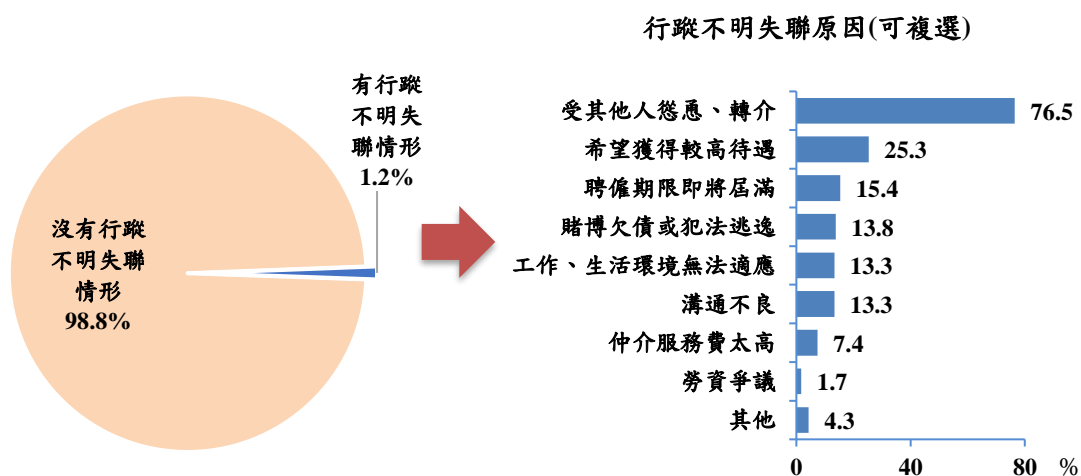 行蹤不明失聯原因(可複選)
有行蹤
不明失
聯情形
1.2%
沒有行蹤
不明失聯
情形
98.8%
受其他人慫恿、轉介 76.5
希望獲得較高待遇 25.3
聘僱期限即將屆滿 15.4
賭博欠債或犯法逃逸 13.8
工作、生活環境無法適應 13.3
溝通不良 13.3
仲介服務費太高 7.4
勞資爭議 1.7
其他 4.3
0 40 80 %